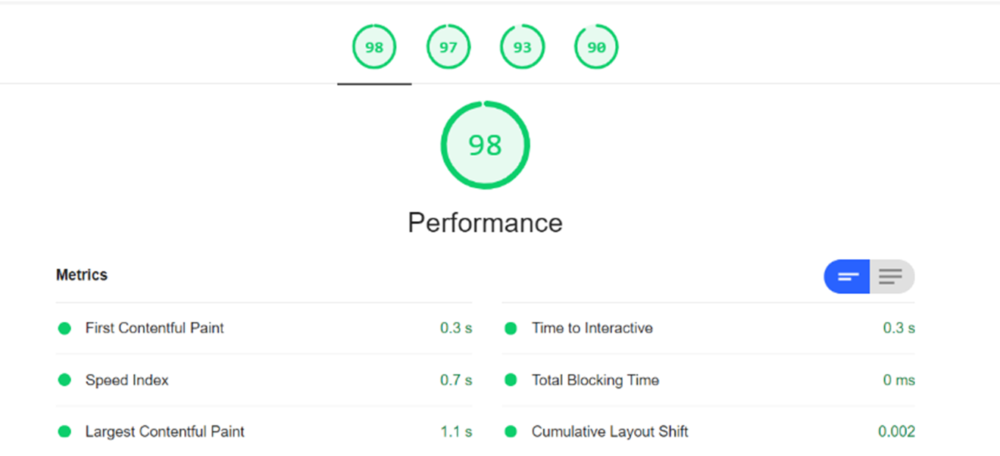 98 97 93 90
98
Performance
Metrics
First Contentful Paint 0.3 s
Time to Interactive 0.3 s
Speed Index 0.7 s
Total Blocking Time 0 ms
Largest Contentful Paint 1.1 s
Cumulative Layout Shift 0.002